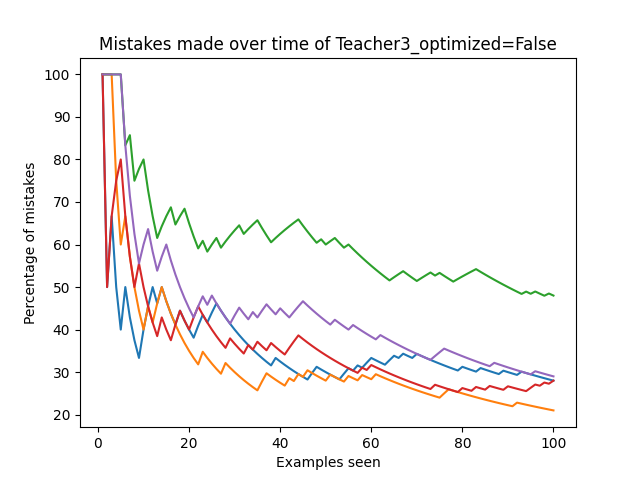 Mistakes made over time of Teacher3_optimized=False
100
90
80
70
60
50
40
30
20
Percentage of mistakes
0 20 40 60 80 100
Examples seen